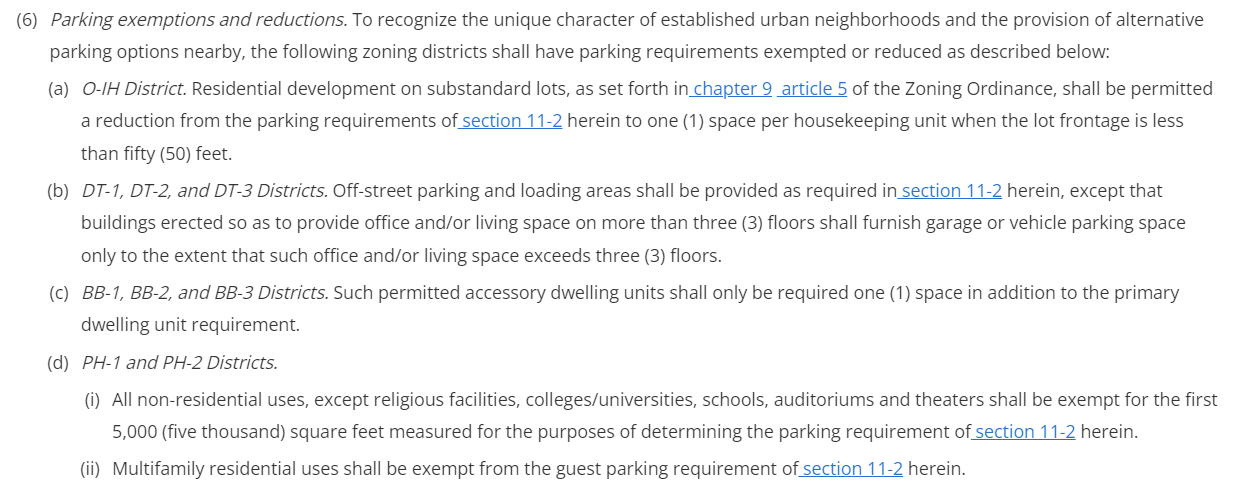 (6) Parking exemptions and reductions. To recognize the unique character of established urban neighborhoods and the provision of alternative
parking options nearby, the following zoning districts shall have parking requirements exempted or reduced as described below:
(a) O-IH District. Residential development on substandard lots, as set forth in chapter 9 article 5 of the Zoning Ordinance, shall be permitted
a reduction from the parking requirements of section 11-2 herein to one (1) space per housekeeping unit when the lot frontage is less
than fifty (50) feet.
(b) DT-1, DT-2, and DT-3 Districts. Off-street parking and loading areas shall be provided as required in section 11-2 herein, except that
buildings erected so as to provide office and/or living space on more than three (3) floors shall furnish garage or vehicle parking space
only to the extent that such office and/or living space exceeds three (3) floors.
(c) BB-1, BB-2, and BB-3 Districts. Such permitted accessory dwelling units shall only be required one (1) space in addition to the primary
dwelling unit requirement.
(d) PH-1 and PH-2 Districts.
(i) All non-residential uses, except religious facilities, colleges/universities, schools, auditoriums and theaters shall be exempt for the first
5,000 (five thousand) square feet measured for the purposes of determining the parking requirement of section 11-2 herein.
(ii) Multifamily residential uses shall be exempt from the guest parking requirement of section 11-2 herein.